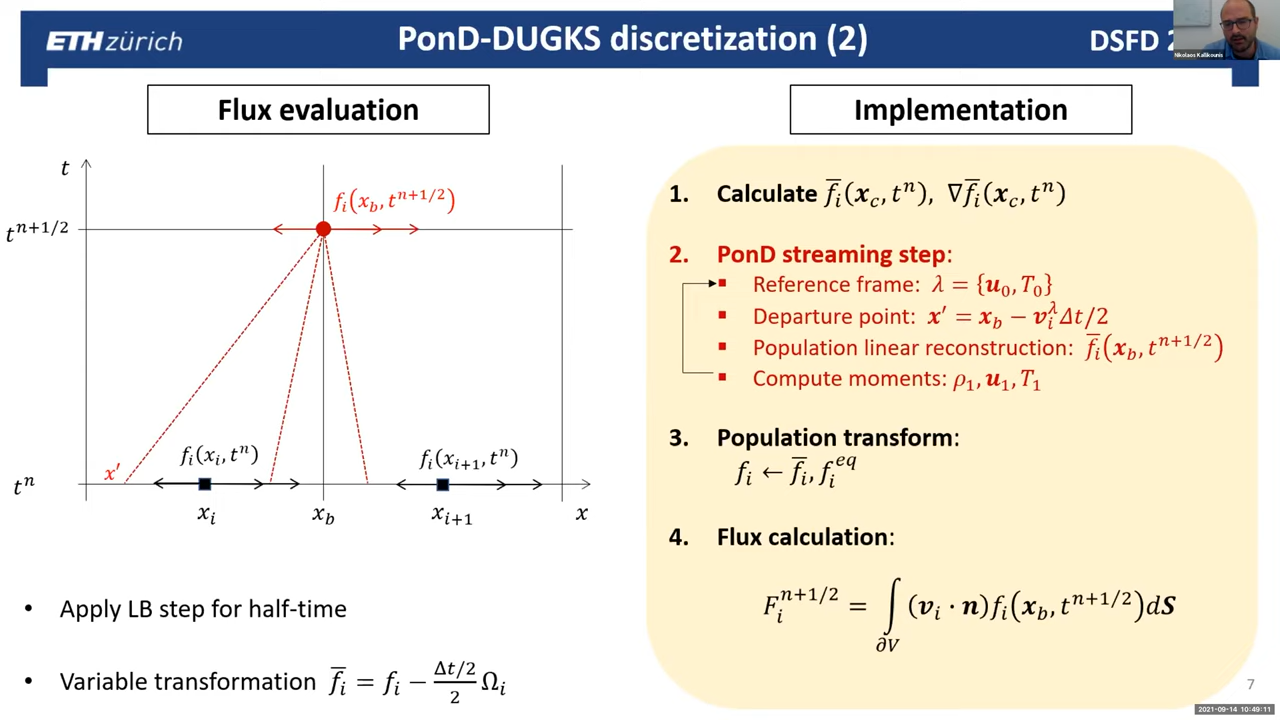 ETH zürich
PonD-DUGKS discretization (2)
DSFD 2
Nikolaos Kallikounis
Flux evaluation
t
t^{n+1/2}
f_i(x_b, t^{n+1/2})
x'
f_i(x_i, t^n)
f_i(x_{i+1}, t^n)
t^n
x_i
x_b
x_{i+1}
x
• Apply LB step for half-time
• Variable transformation f̅_i = f_i − \frac{Δt/2}{2} Ω_i
Implementation
1. Calculate f̅_i(𝒙_c, t^n), ∇f̅_i(𝒙_c, t^n)
2. PonD streaming step:
▪ Reference frame: λ = {𝒖_0, T_0}
▪ Departure point: 𝒙′ = 𝒙_b − 𝒗_i^λ Δt/2
▪ Population linear reconstruction: f̅_i(𝒙_b, t^{n+1/2})
▪ Compute moments: ρ_1, 𝒖_1, T_1
3. Population transform:
f_i ← f̅_i, f_i^{eq}
4. Flux calculation:
F_i^{n+1/2} = ∫_{∂V} (𝒗_i · 𝒏) f_i(𝒙_b, t^{n+1/2}) d𝑺
7
2021-09-14 10:49:11